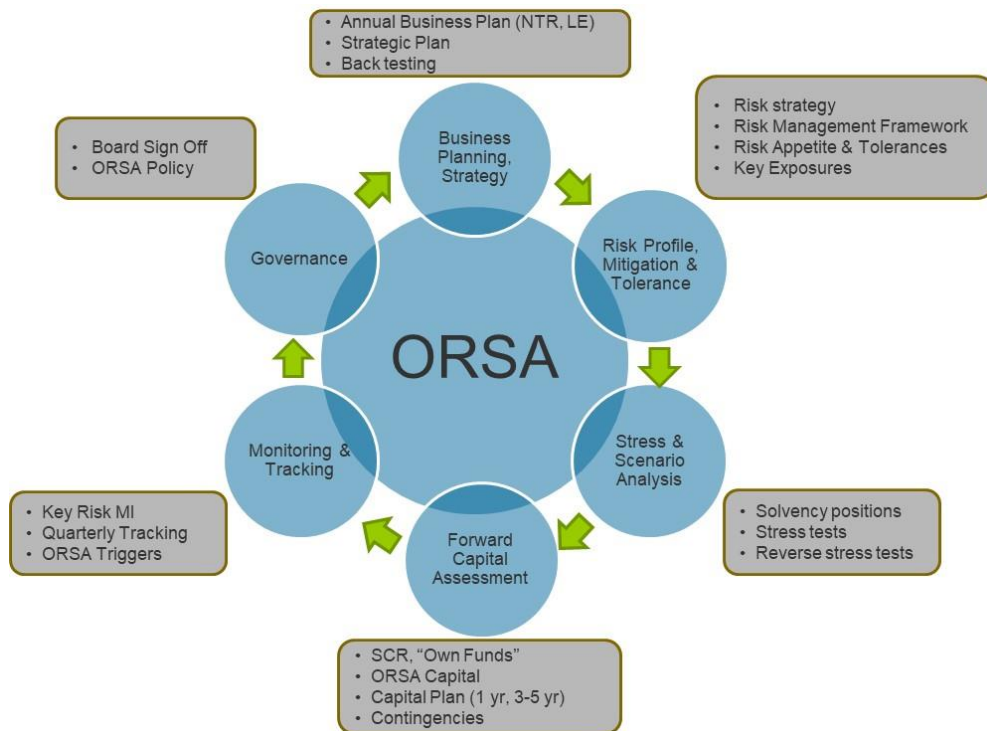 • Annual Business Plan (NTR, LE)
• Strategic Plan
• Back testing
Business
Planning,
Strategy
• Risk strategy
• Risk Management Framework
• Risk Appetite & Tolerances
• Key Exposures
Risk Profile,
Mitigation &
Tolerance
Stress &
Scenario
Analysis
• Solvency positions
• Stress tests
• Reverse stress tests
Forward
Capital
Assessment
• SCR, “Own Funds”
• ORSA Capital
• Capital Plan (1 yr, 3-5 yr)
• Contingencies
Monitoring &
Tracking
• Key Risk MI
• Quarterly Tracking
• ORSA Triggers
Governance
• Board Sign Off
• ORSA Policy
ORSA